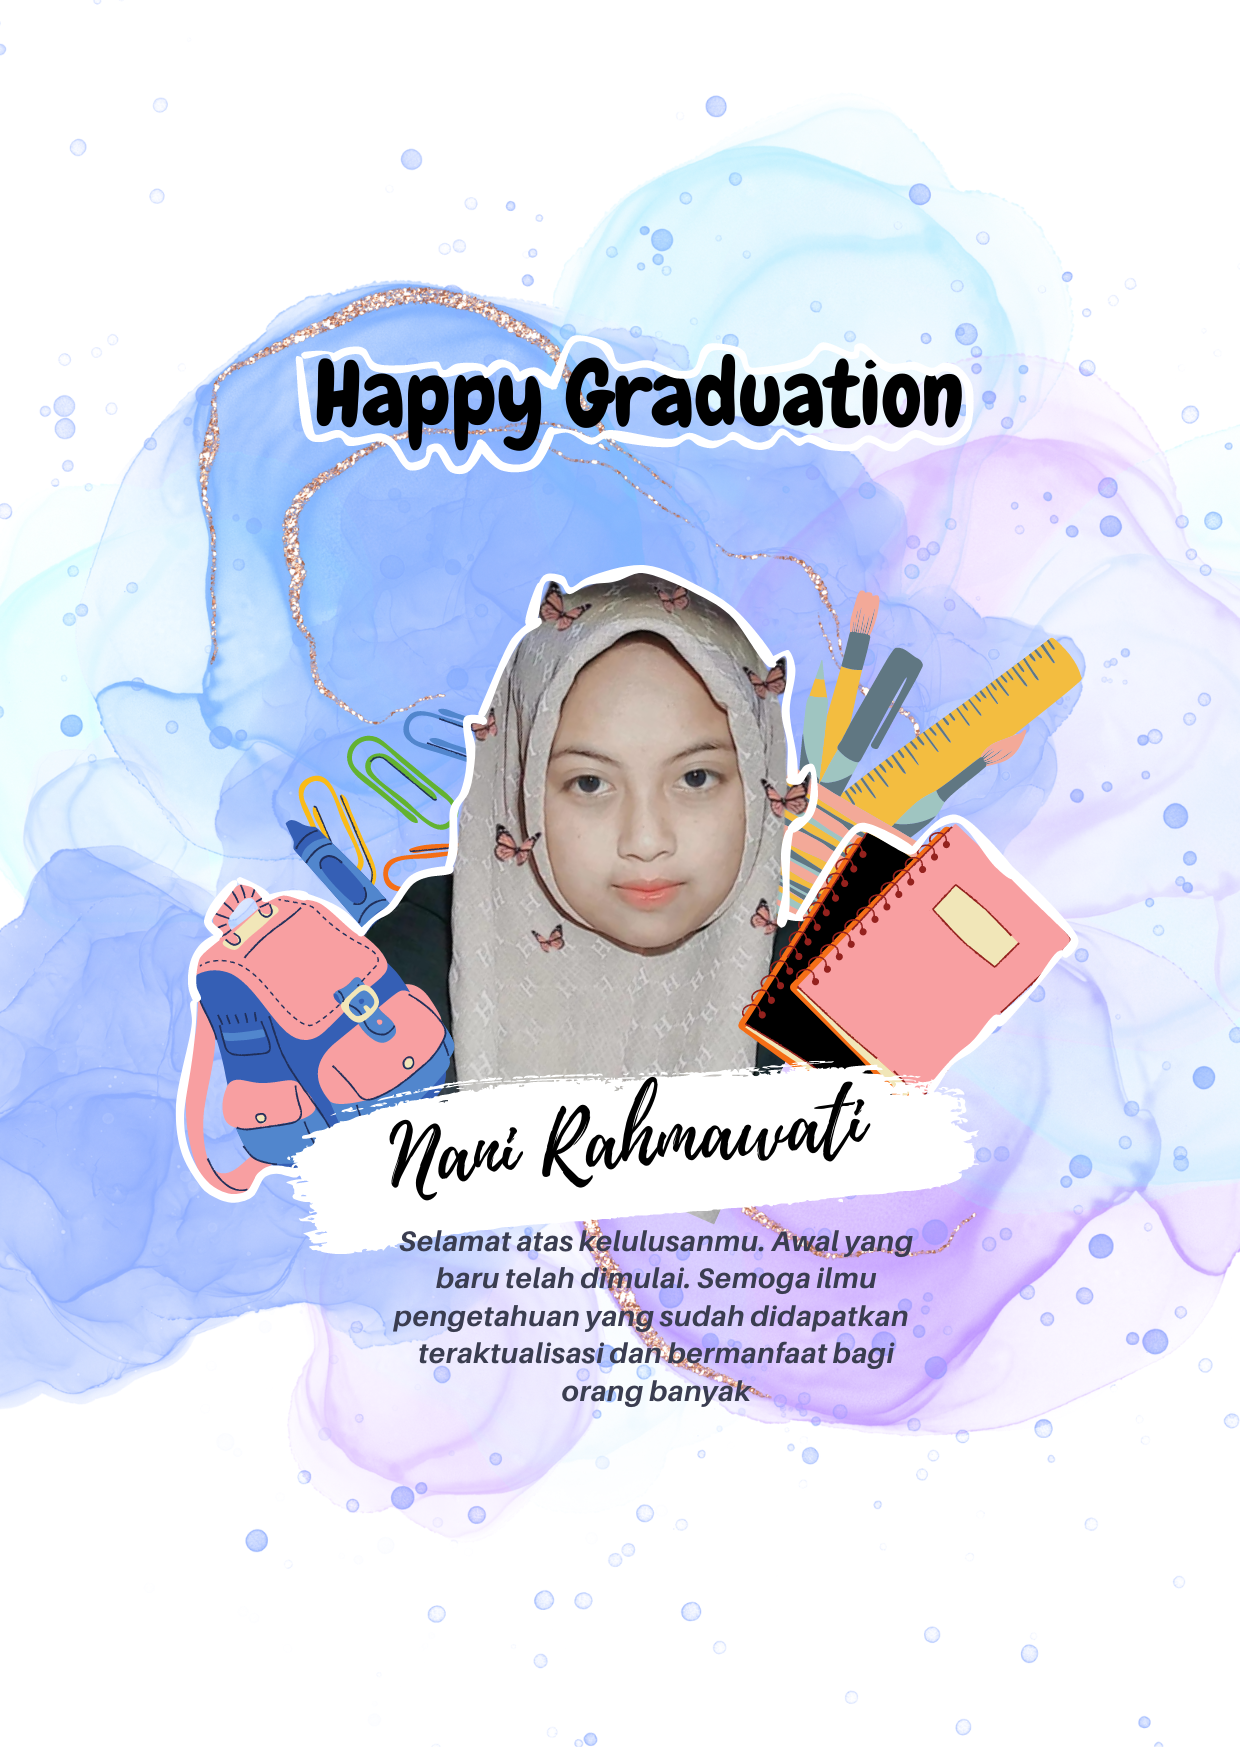 Happy Graduation
Nani Rahmawati
Selamat atas kelulusanmu. Awal yang
baru telah dimulai. Semoga ilmu
pengetahuan yang sudah didapatkan
teraktualisasi dan bermanfaat bagi
orang banyak